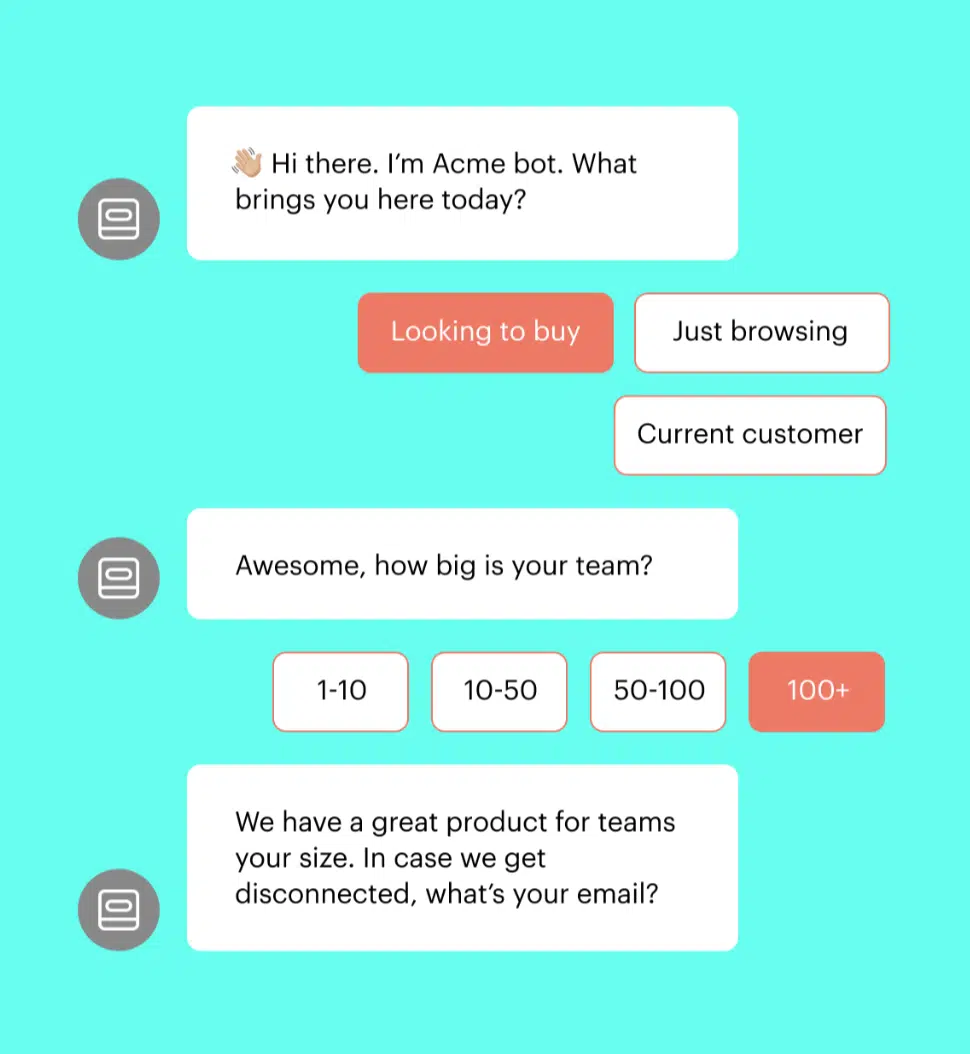 👋🏼 Hi there. I’m Acme bot. What
brings you here today?
Looking to buy
Just browsing
Current customer
Awesome, how big is your team?
1-10
10-50
50-100
100+
We have a great product for teams
your size. In case we get
disconnected, what’s your email?